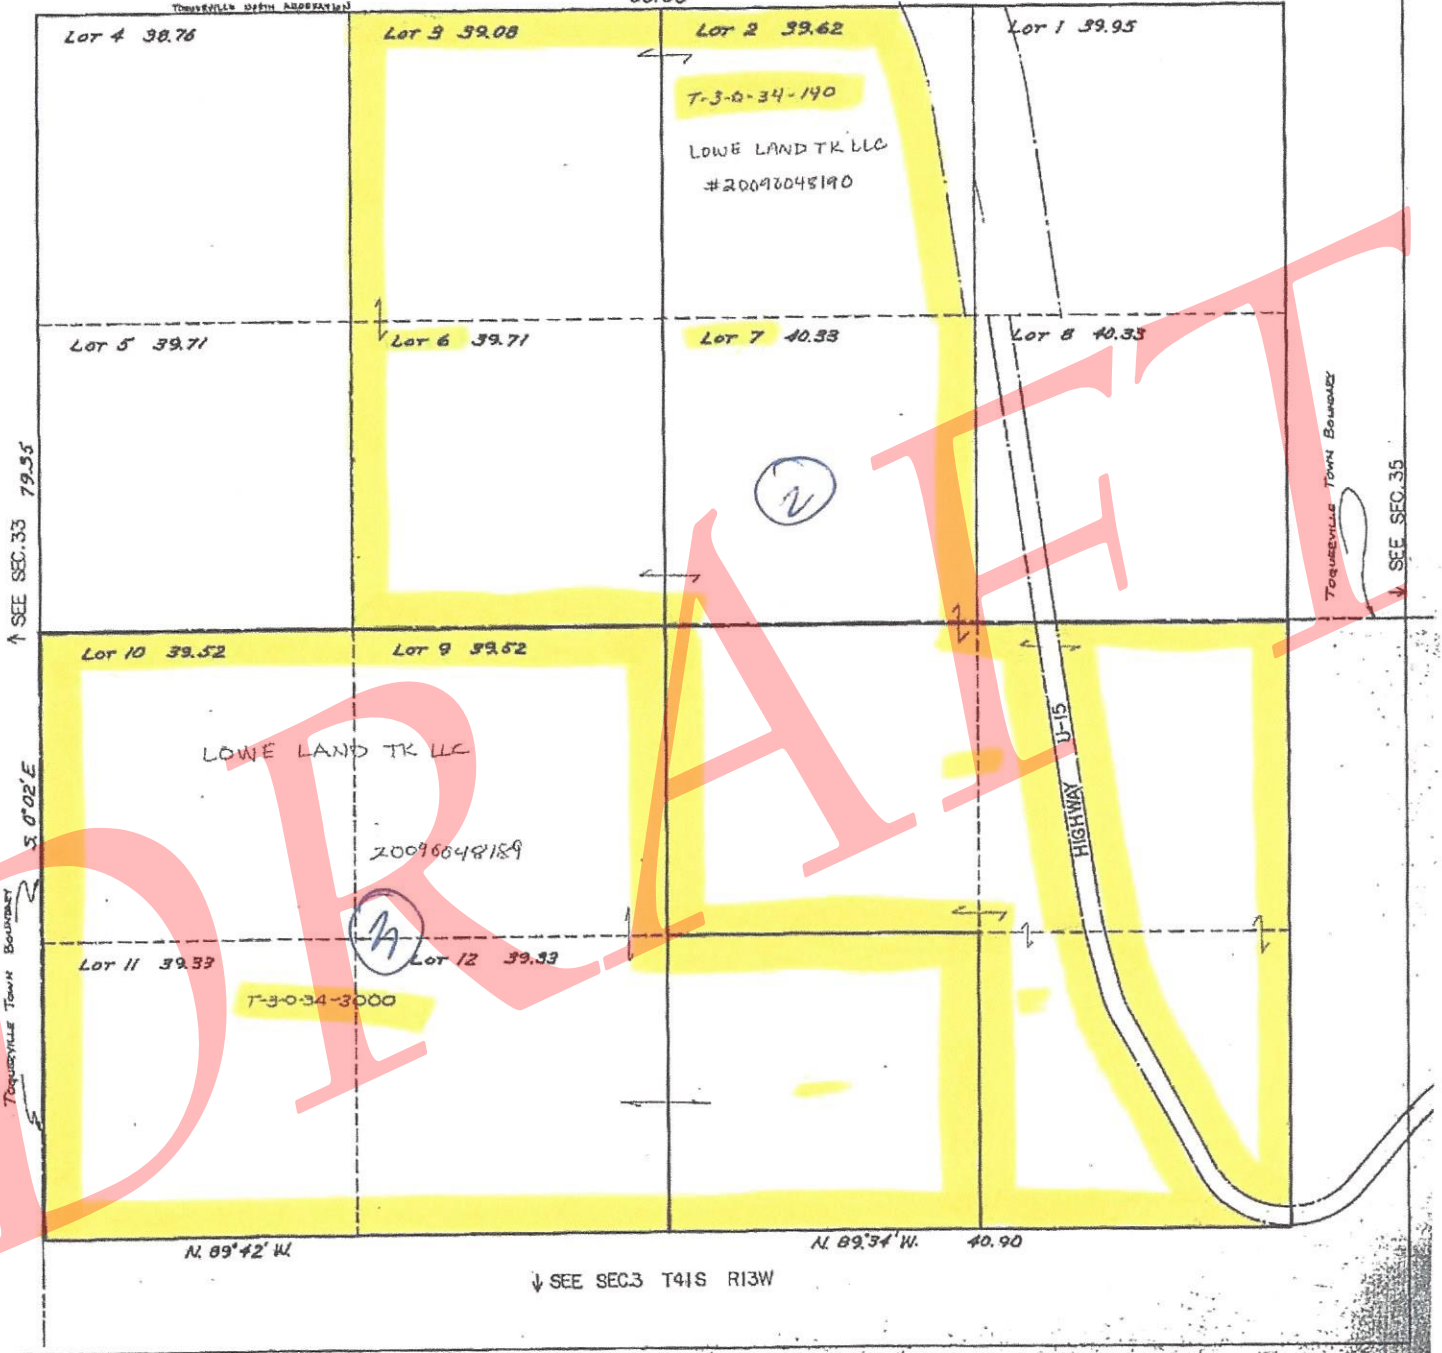 TOQUERVILLE NORTH ANNEXATION
Lot 4 38.76
Lot 3 39.08
Lot 2 39.62
Lot 1 39.95
T-3-0-34-140
LOWE LAND TK LLC
#20090048190
Lot 5 39.71
Lot 6 39.71
Lot 7 40.33
Lot 8 40.33
2
↑ SEE SEC.33 79.35
TOQUERVILLE TOWN BOUNDARY
↓ SEE SEC.35
Lot 10 39.52
Lot 9 39.52
LOWE LAND TK LLC
20090048189
S. 0°02' E
HIGHWAY U-15
TOQUERVILLE TOWN BOUNDARY
3
Lot 11 39.33
Lot 12 39.33
T-3-0-34-3000
N. 89°42' W.
N. 89°34' W. 40.90
↓ SEE SEC.3 T41S R13W
DRAFT